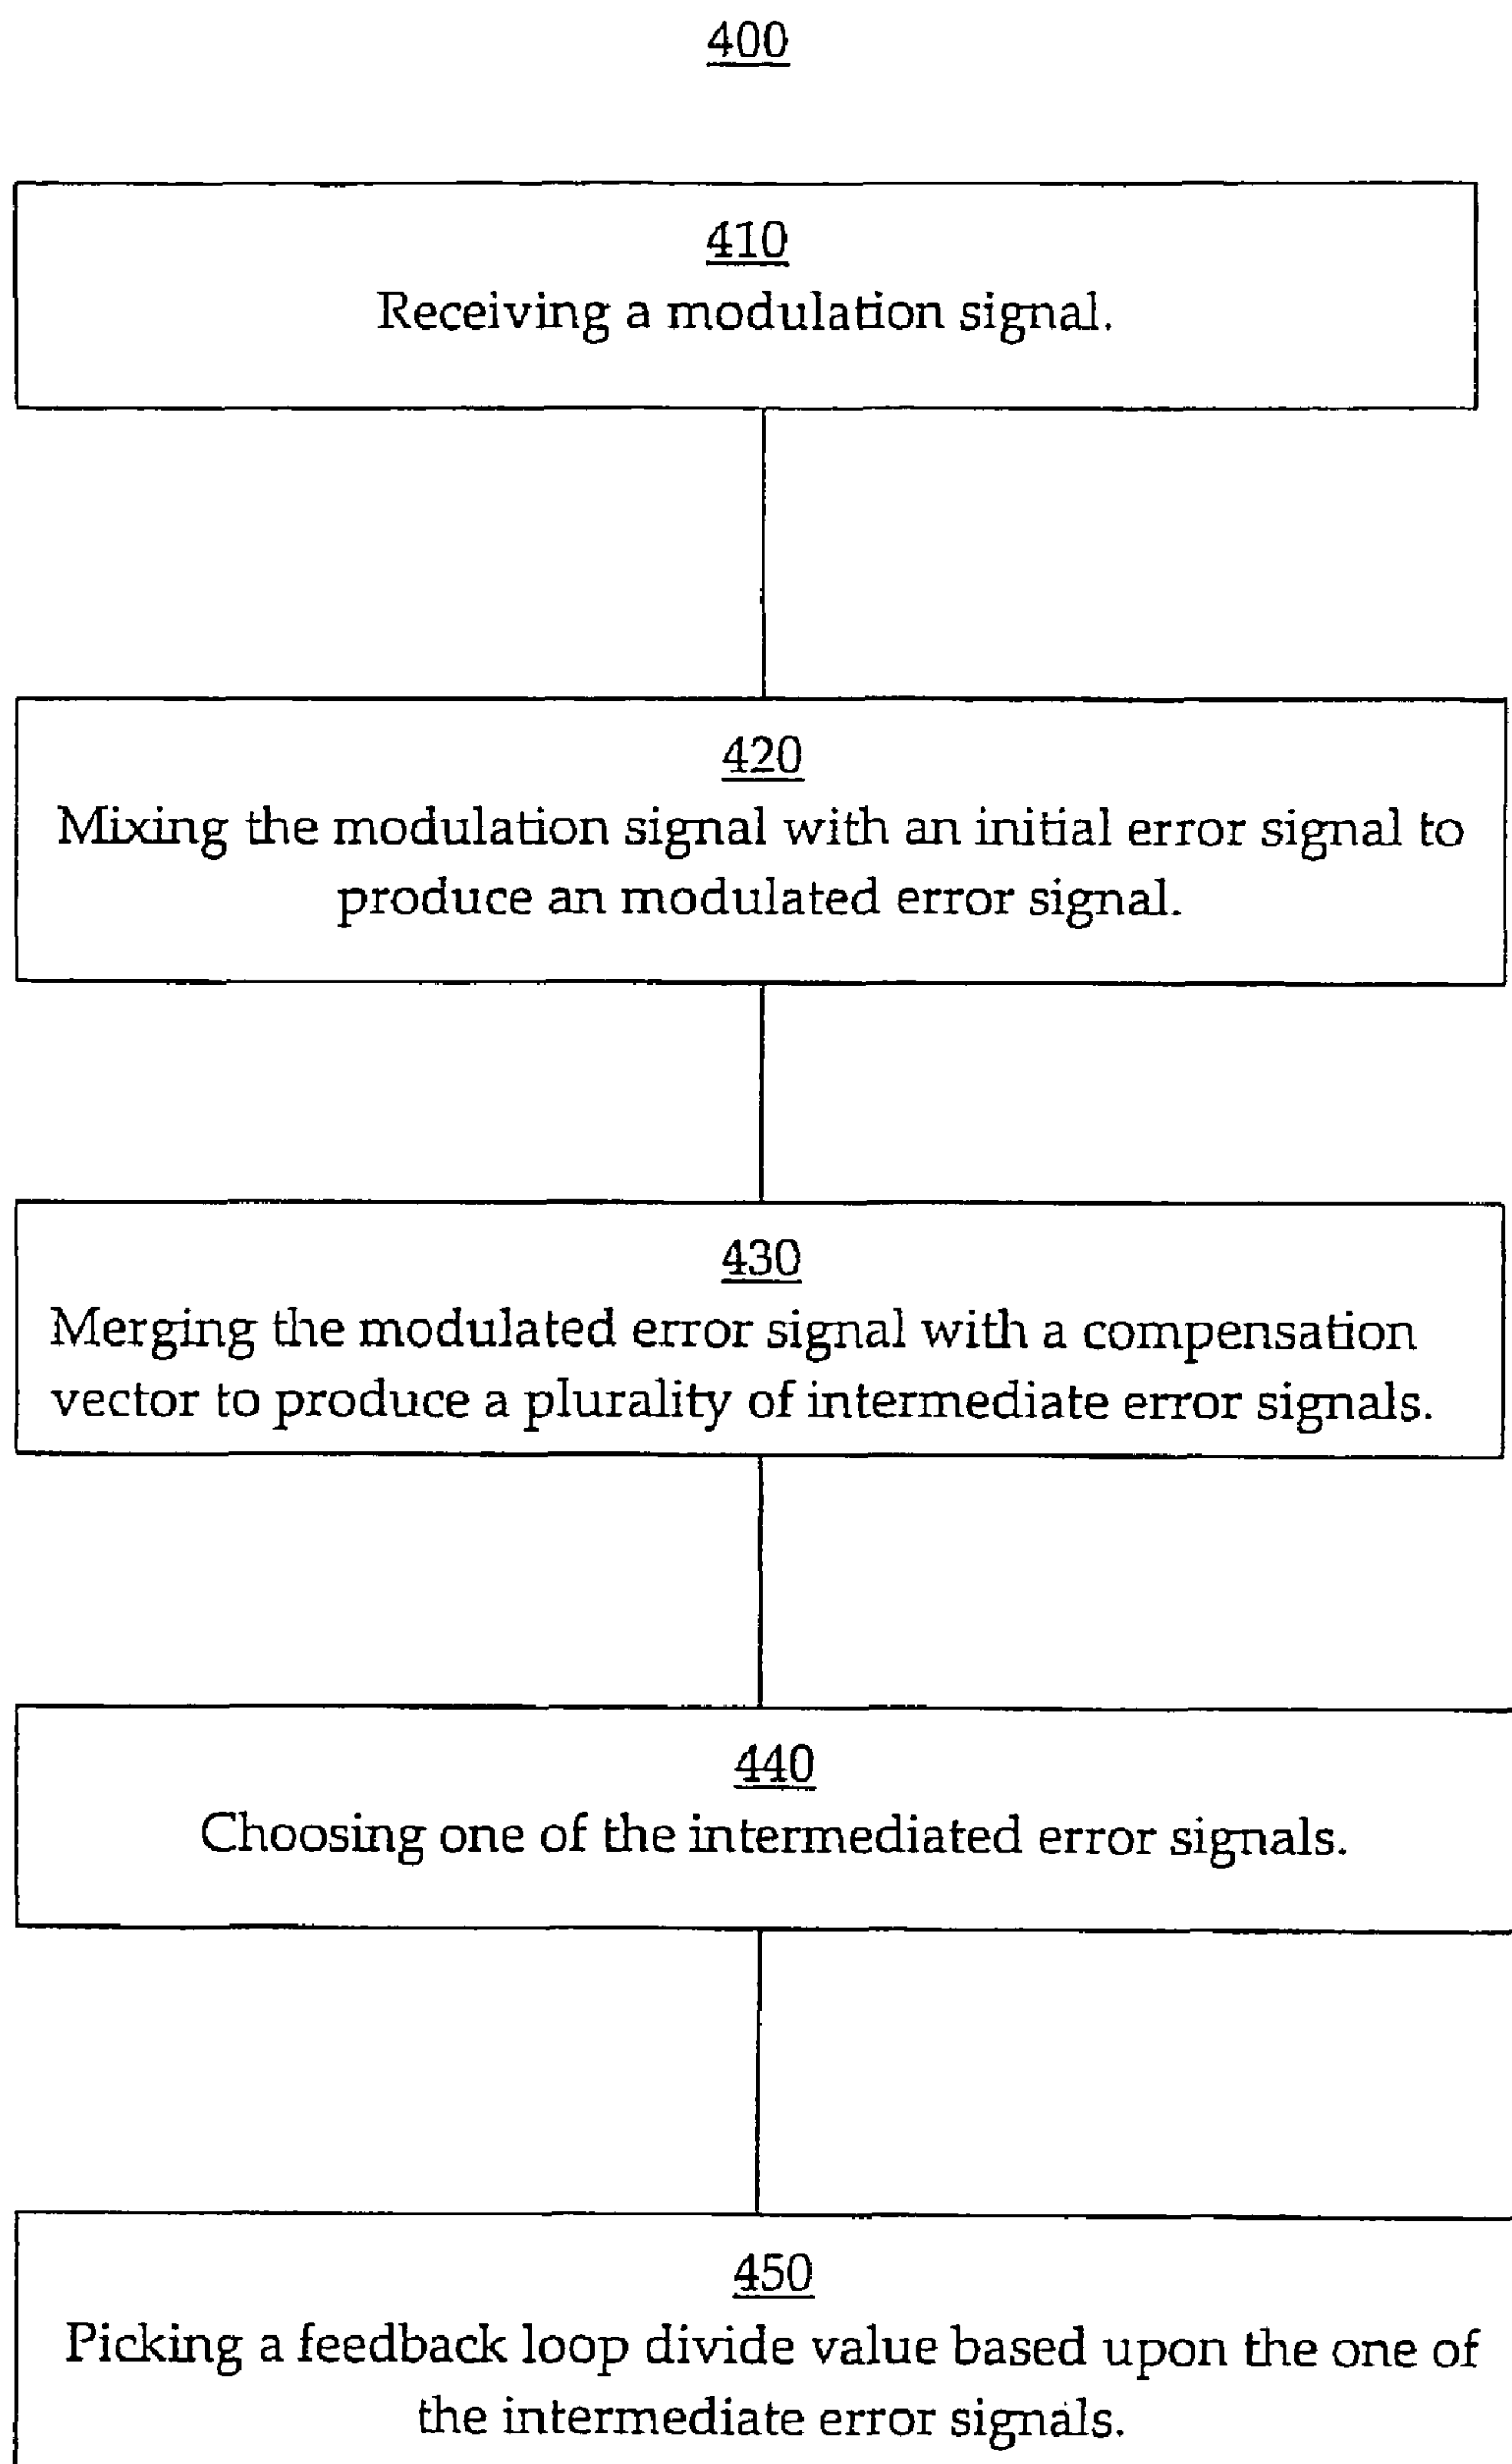 400
410
Receiving a modulation signal.
420
Mixing the modulation signal with an initial error signal to
produce an modulated error signal.
430
Merging the modulated error signal with a compensation
vector to produce a plurality of intermediate error signals.
440
Choosing one of the intermediated error signals.
450
Picking a feedback loop divide value based upon the one of
the intermediate error signals.